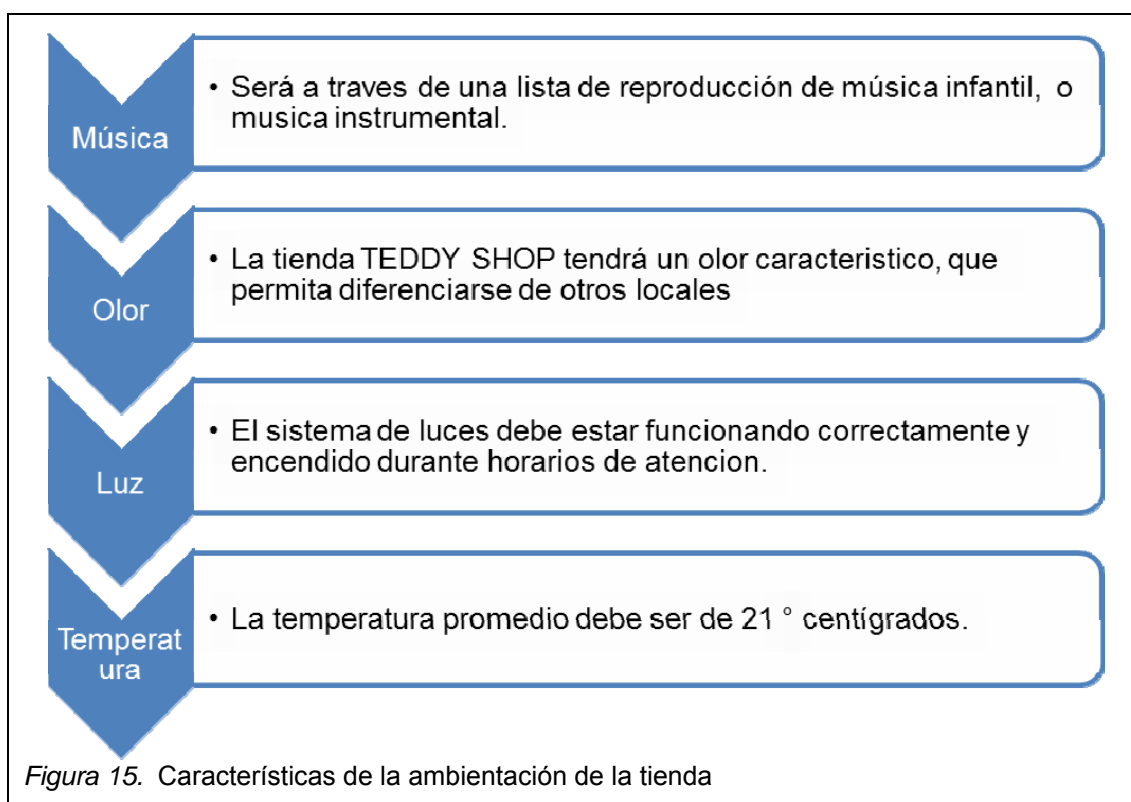 Música
• Será a traves de una lista de reproducción de música infantil, o
musica instrumental.
Olor
• La tienda TEDDY SHOP tendrá un olor caracteristico, que
permita diferenciarse de otros locales
Luz
• El sistema de luces debe estar funcionando correctamente y
encendido durante horarios de atencion.
Temperat
ura
• La temperatura promedio debe ser de 21 ° centígrados.
Figura 15. Características de la ambientación de la tienda